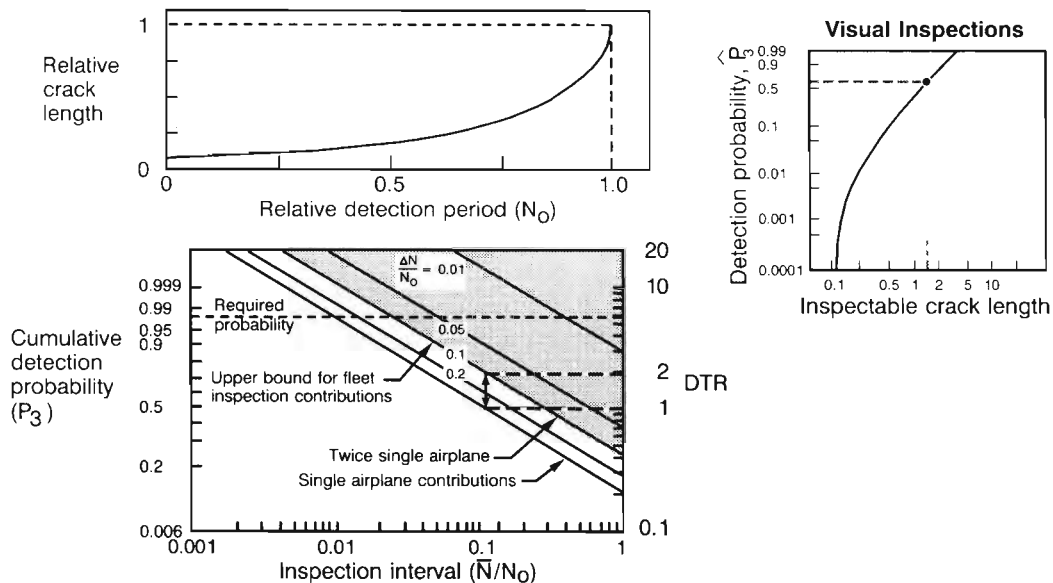 1
Relative
crack
length
0
0
0.5
1.0
Relative detection period (N₀)
Visual Inspections
Detection probability, P̂₃
0.99
0.9
0.5
0.1
0.01
0.001
0.0001
0.1
0.5
1
2
5
10
Inspectable crack length
Cumulative
detection
probability
(P₃)
0.999
0.99
0.95
0.9
0.5
0.2
0.006
Required
probability
ΔN/N₀ = 0.01
0.05
0.1
0.2
Upper bound for fleet
inspection contributions
Twice single airplane
Single airplane contributions
20
10
2
1
0.1
DTR
0.001
0.01
0.1
1
Inspection interval (N̅/N₀)